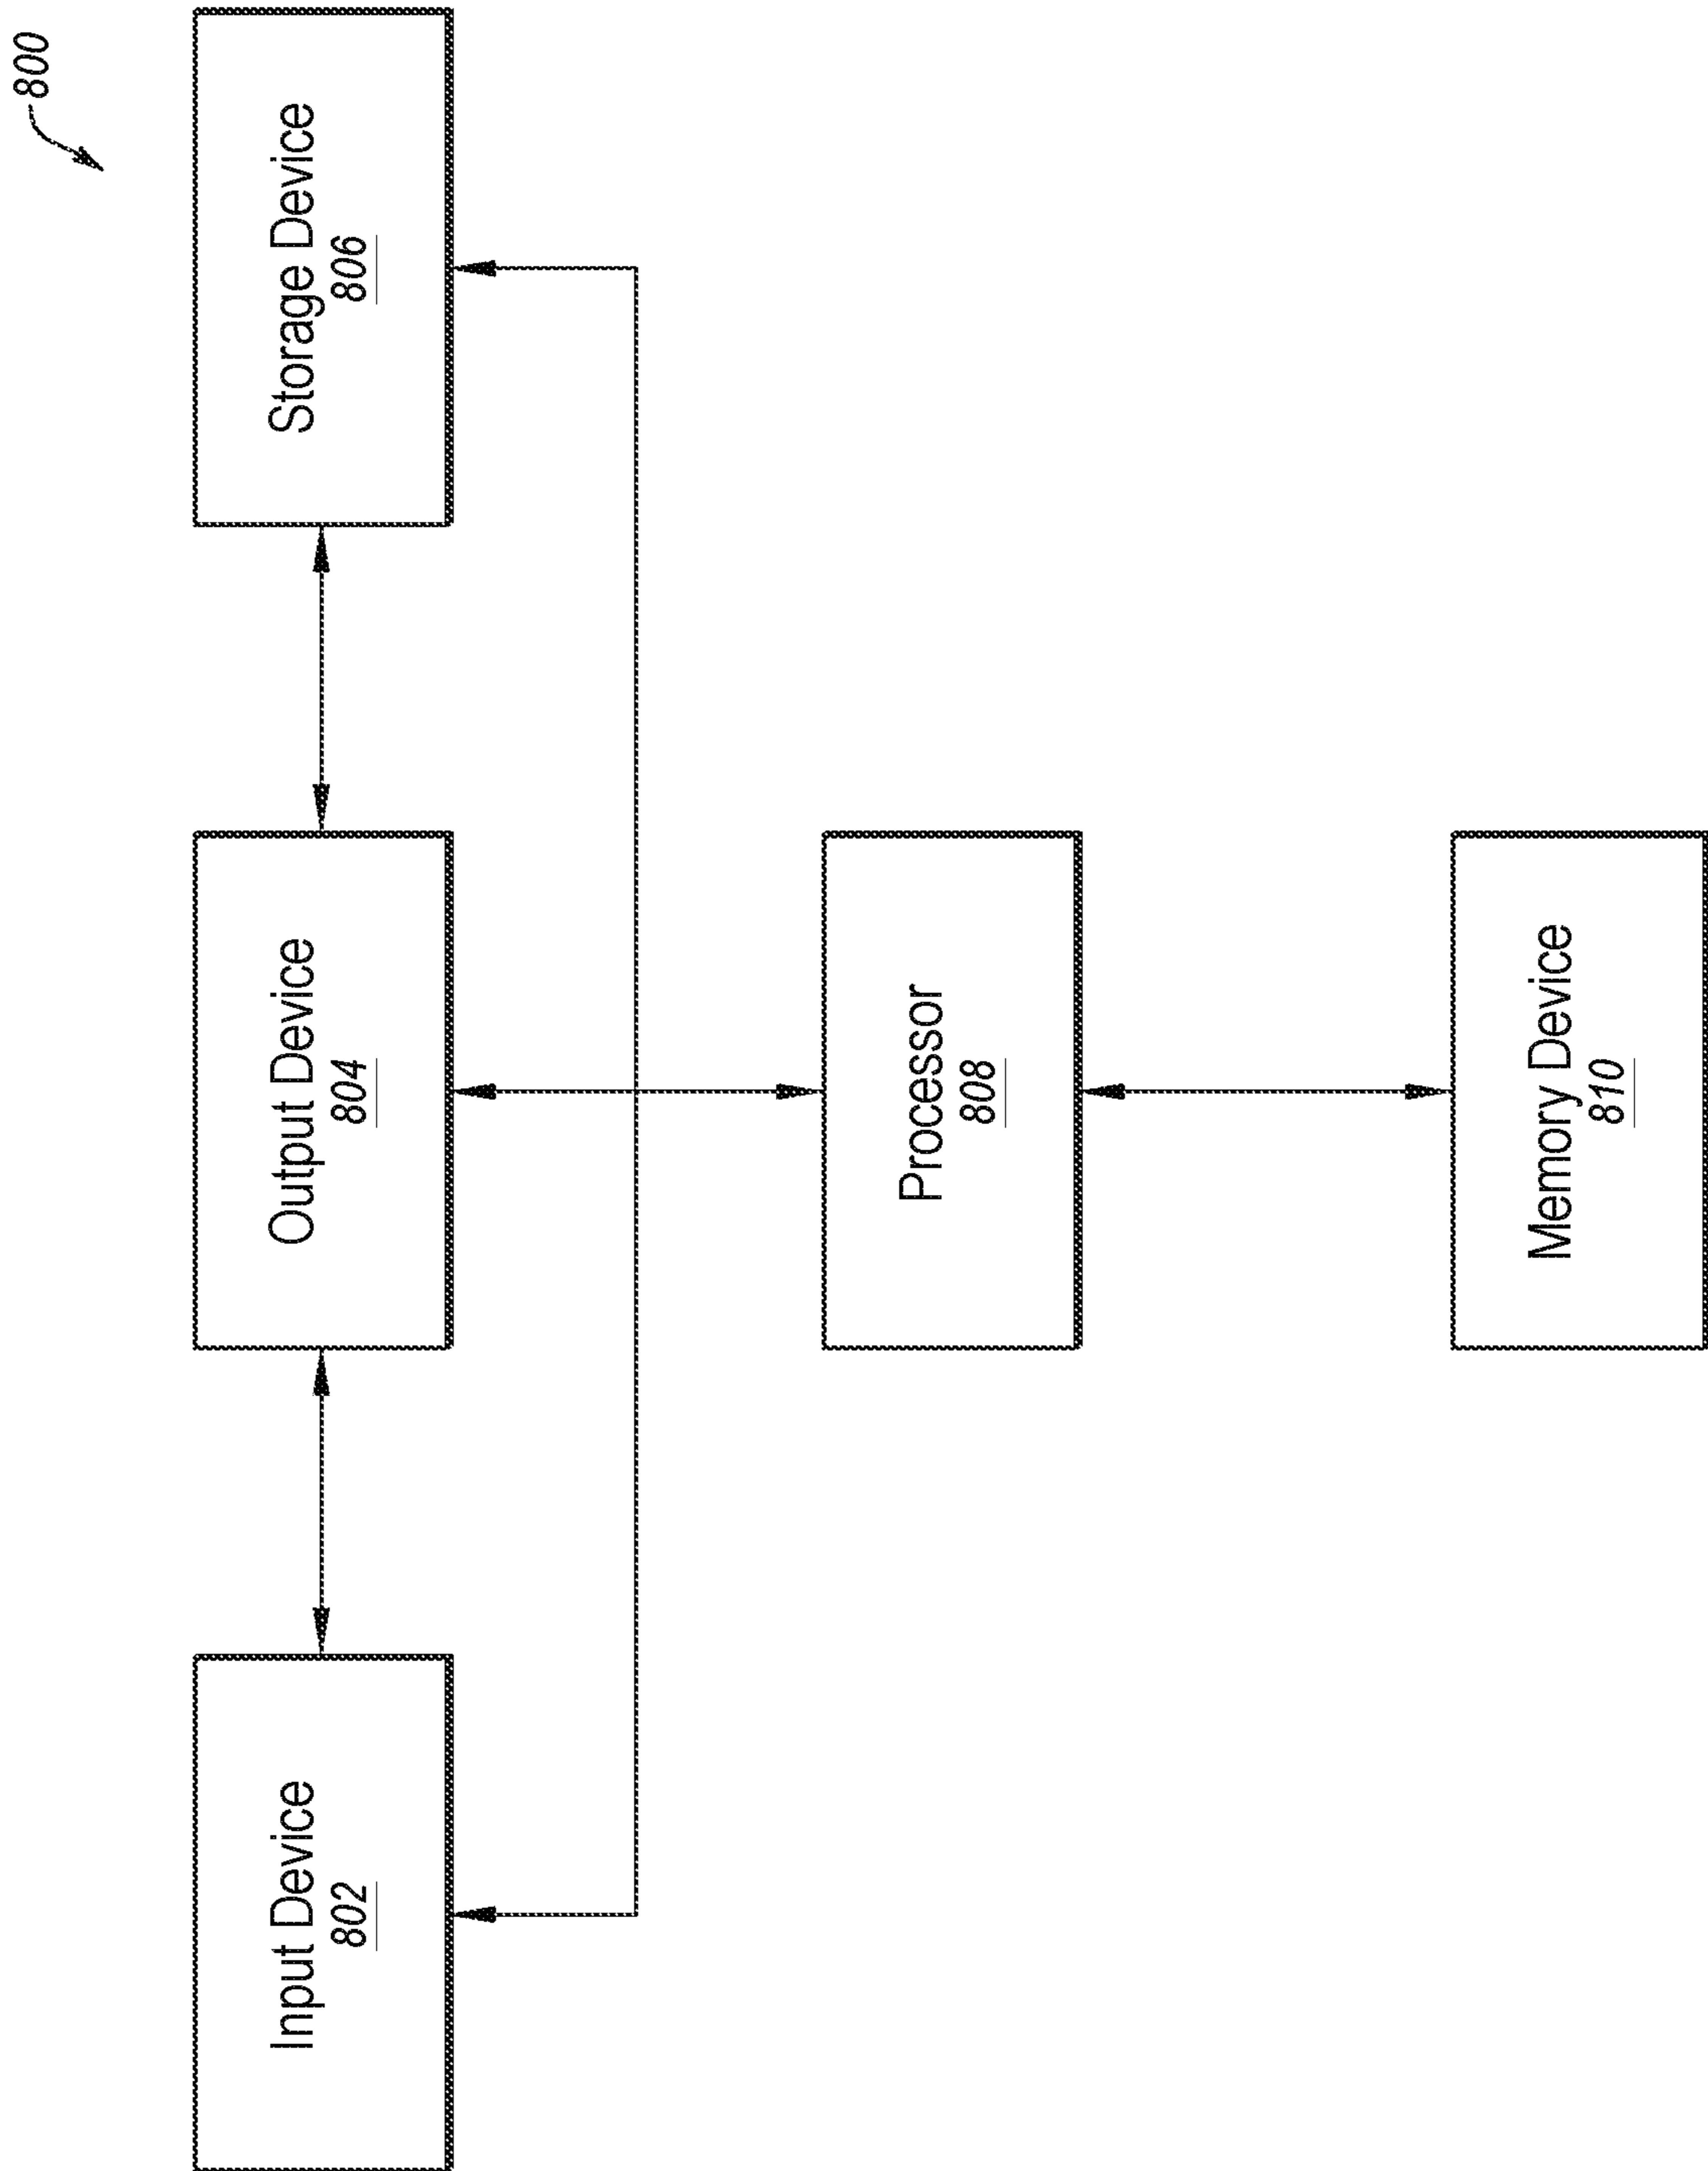 800
Input Device
802
Output Device
804
Storage Device
806
Processor
808
Memory Device
810